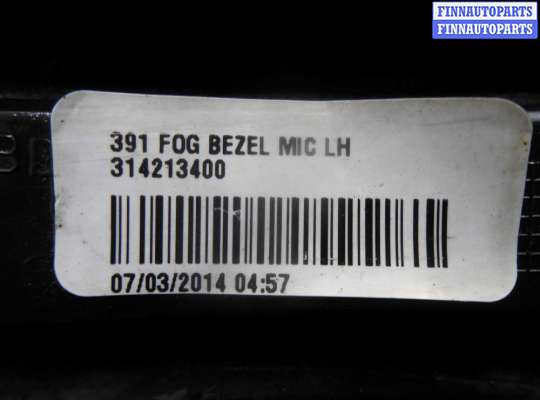 FINNAUTOPARTS
FINNAUTOPARTS
391 FOG BEZEL MIC LH
314213400
07/03/2014 04:57